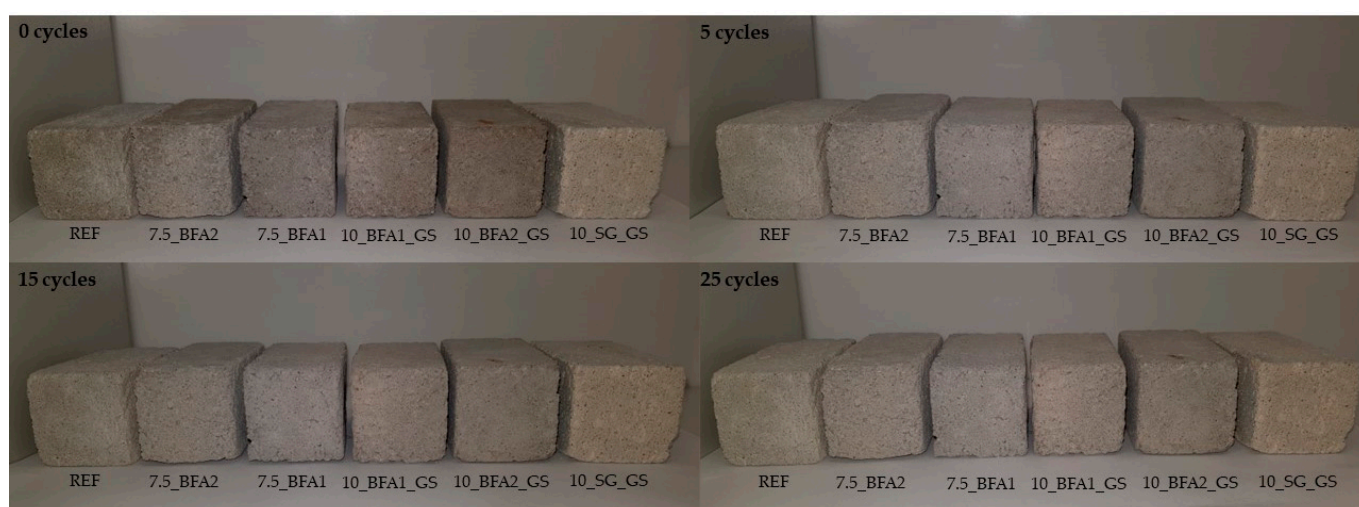 0 cycles
REF 7.5_BFA2 7.5_BFA1 10_BFA1_GS 10_BFA2_GS 10_SG_GS
5 cycles
REF 7.5_BFA2 7.5_BFA1 10_BFA1_GS 10_BFA2_GS 10_SG_GS
15 cycles
REF 7.5_BFA2 7.5_BFA1 10_BFA1_GS 10_BFA2_GS 10_SG_GS
25 cycles
REF 7.5_BFA2 7.5_BFA1 10_BFA1_GS 10_BFA2_GS 10_SG_GS